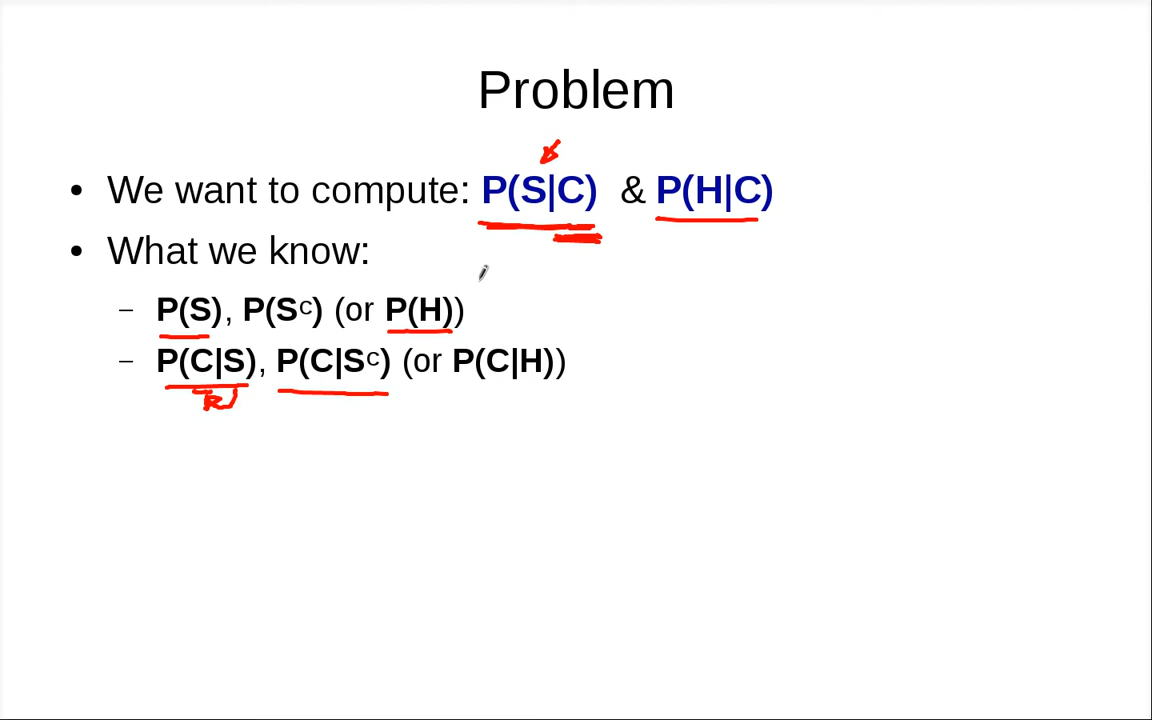 Problem
• We want to compute: P(S|C) & P(H|C)
• What we know:
– P(S), P(Sᶜ) (or P(H))
– P(C|S), P(C|Sᶜ) (or P(C|H))